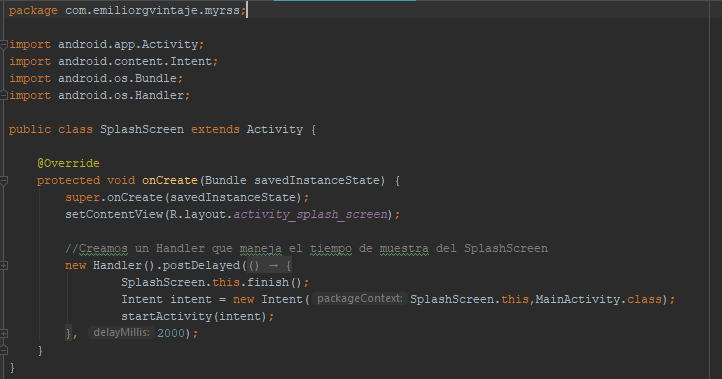 package com.emiliorgvintaje.myrss;
import android.app.Activity;
import android.content.Intent;
import android.os.Bundle;
import android.os.Handler;
public class SplashScreen extends Activity {
@Override
protected void onCreate(Bundle savedInstanceState) {
super.onCreate(savedInstanceState);
setContentView(R.layout.activity_splash_screen);
//Creamos un Handler que maneja el tiempo de muestra del SplashScreen
new Handler().postDelayed(() → {
SplashScreen.this.finish();
Intent intent = new Intent( packageContext: SplashScreen.this,MainActivity.class);
startActivity(intent);
}, delayMillis: 2000);
}
}